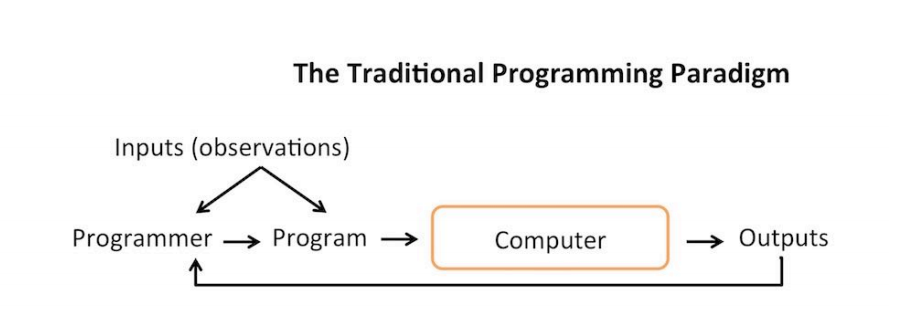 The Traditional Programming Paradigm
Inputs (observations)
Programmer
Program
Computer
Outputs